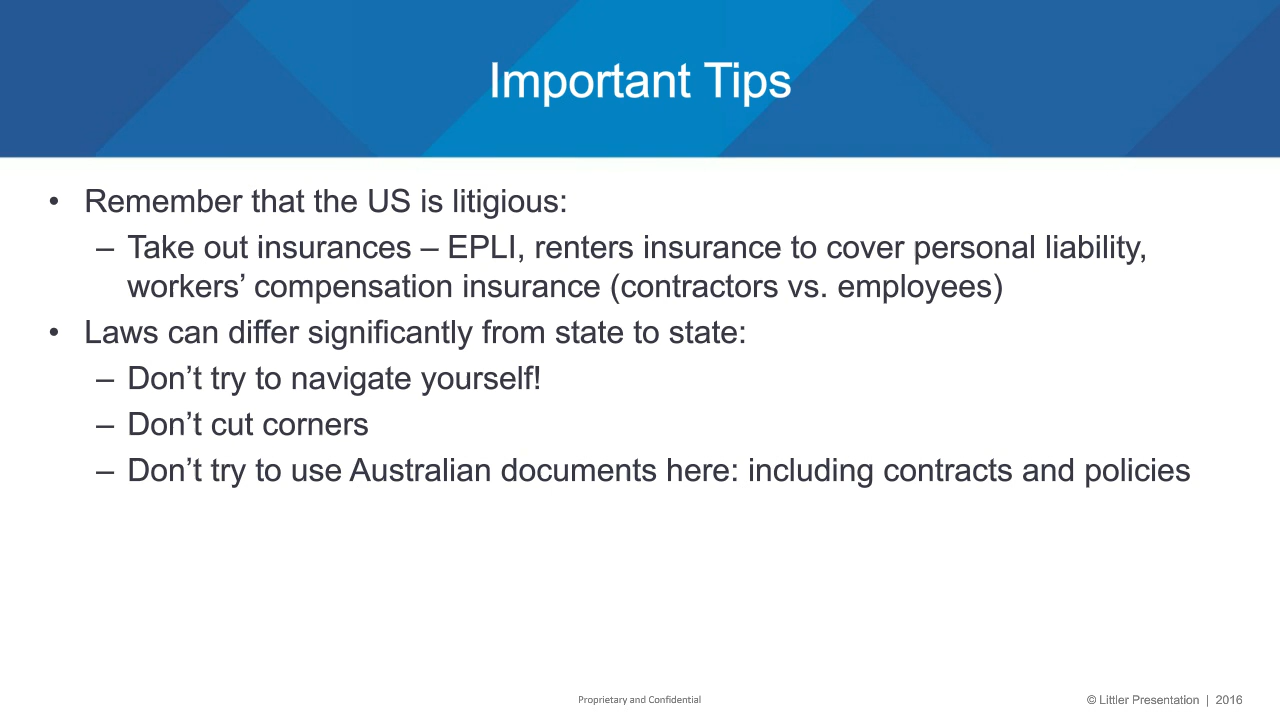 Important Tips
• Remember that the US is litigious:
– Take out insurances – EPLI, renters insurance to cover personal liability,
workers’ compensation insurance (contractors vs. employees)
• Laws can differ significantly from state to state:
– Don’t try to navigate yourself!
– Don’t cut corners
– Don’t try to use Australian documents here: including contracts and policies
Proprietary and Confidential
© Littler Presentation | 2016